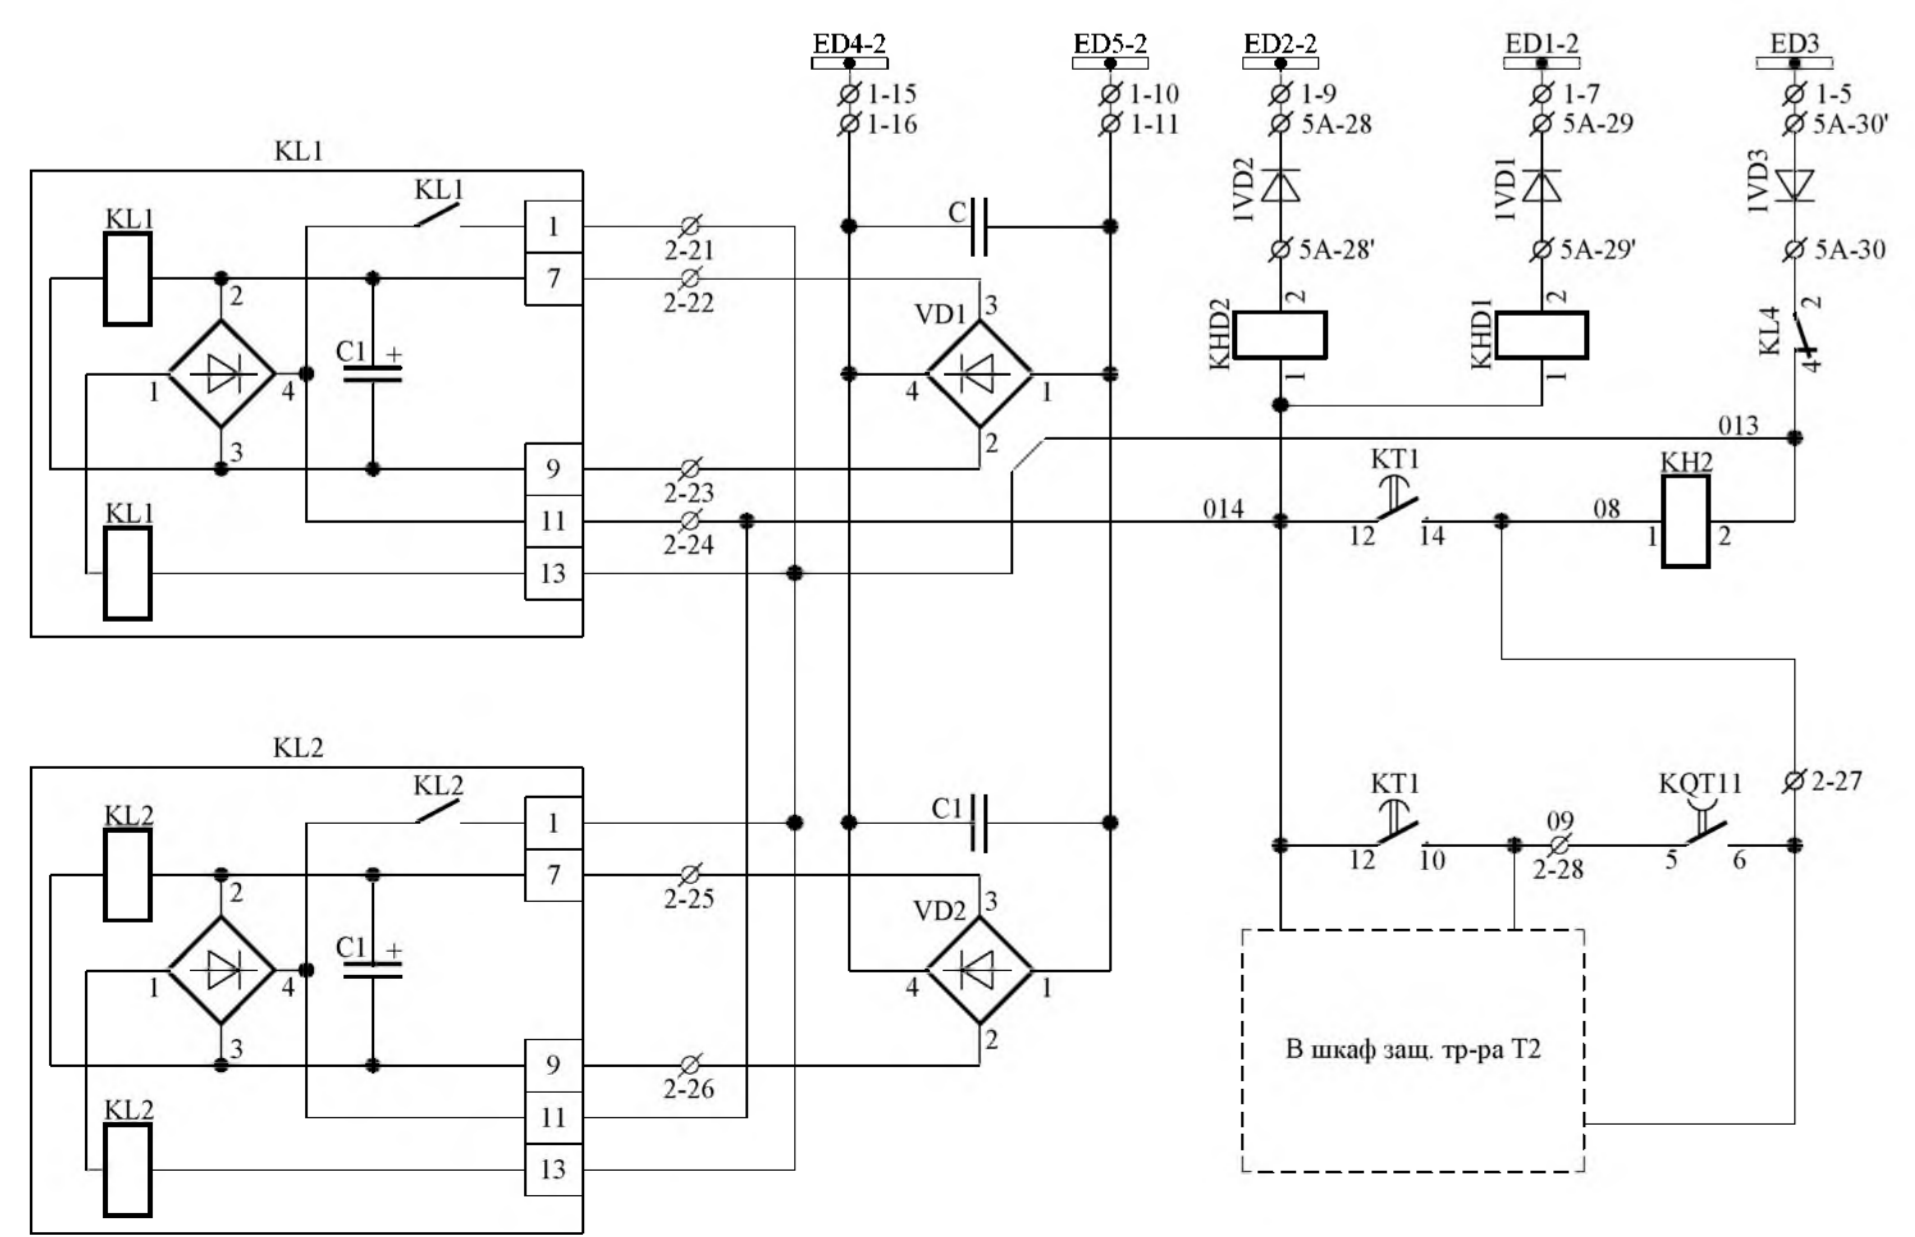 ED4-2 ED5-2 ED2-2 ED1-2 ED3
1-15 1-10 1-9 1-7 1-5
1-16 1-11 5A-28 5A-29 5A-30'
KL1
1VD2 1VD1 1VD3
KL1 KL1
C
1
2-21
5A-28' 5A-29' 5A-30
7
2-22
2
3
VD1
KHD2 2 1
KHD1 2 1
KL4 2 4
C1 +
1 4
4 1
3
2
013
9
2-23
KT1 KH2
KL1
11
2-24
014
12 14
08
1 2
13
KL2
KL2 KL2
KT1 KQT11 2-27
C1
1
09
12 10 2-28 5 6
7
2-25
2
3
VD2
C1 +
1 4
4 1
3
2
9
2-26
В шкаф защ. тр-ра Т2
KL2
11
13